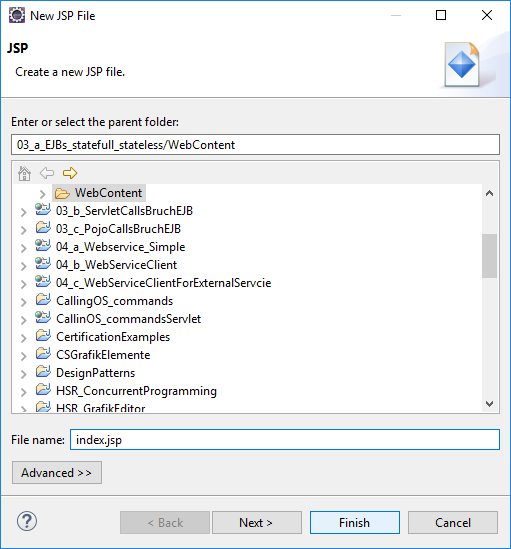 New JSP File
JSP
Create a new JSP file.
Enter or select the parent folder:
03_a_EJBs_statefull_stateless/WebContent
WebContent
03_b_ServletCallsBruchEJB
03_c_PojoCallsBruchEJB
04_a_Webservice_Simple
04_b_WebServiceClient
04_c_WebServiceClientForExternalServcie
CallingOS_commands
CallinOS_commandsServlet
CertificationExamples
CSGrafikElemente
DesignPatterns
HSR_ConcurrentProgramming
HSR_GrafikEditor
File name: index.jsp
Advanced >>
? < Back Next > Finish Cancel